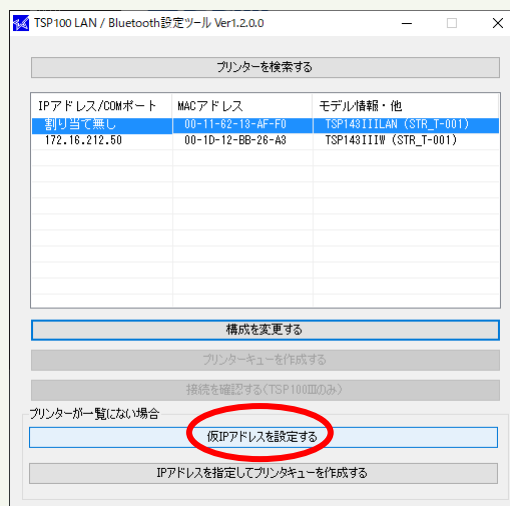 TSP100 LAN / Bluetooth設定ツール Ver1.2.0.0
プリンターを検索する
IPアドレス/COMポート MACアドレス モデル情報・他
割り当て無し 00-11-62-13-AF-F0 TSP143IIILAN (STR_T-001)
172.16.212.50 00-1D-12-BB-26-A3 TSP143IIIW (STR_T-001)
構成を変更する
プリンターキューを作成する
接続を確認する(TSP100Ⅲのみ)
プリンターが一覧にない場合
仮IPアドレスを設定する
IPアドレスを指定してプリンタキューを作成する